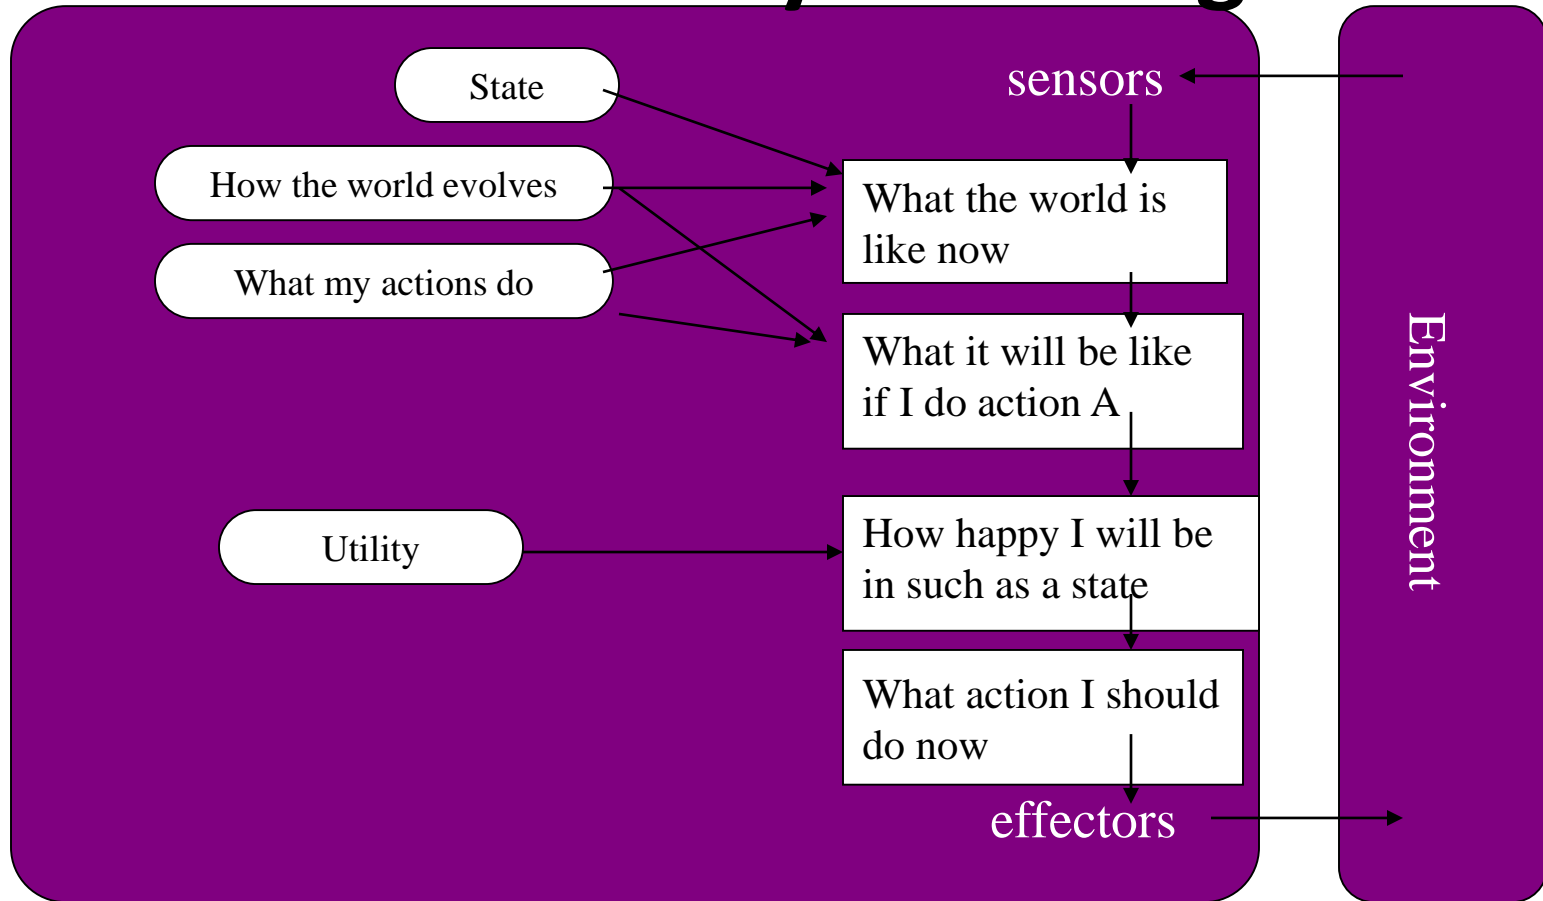 State
sensors
How the world evolves
What the world is
like now
What my actions do
What it will be like
if I do action A
Environment
Utility
How happy I will be
in such as a state
What action I should
do now
effectors